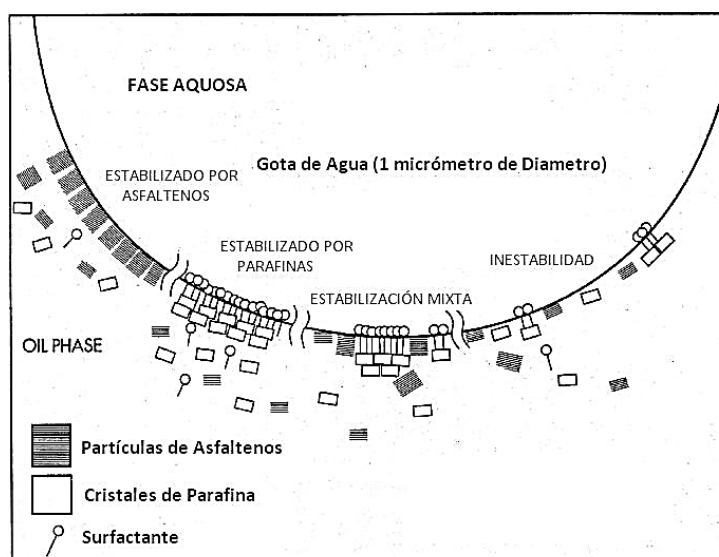 FASE AQUOSA
Gota de Agua (1 micrómetro de Diametro)
ESTABILIZADO POR
ASFALTENOS
ESTABILIZADO POR
PARAFINAS
ESTABILIZACIÓN MIXTA
INESTABILIDAD
OIL PHASE
Partículas de Asfaltenos
Cristales de Parafina
Surfactante